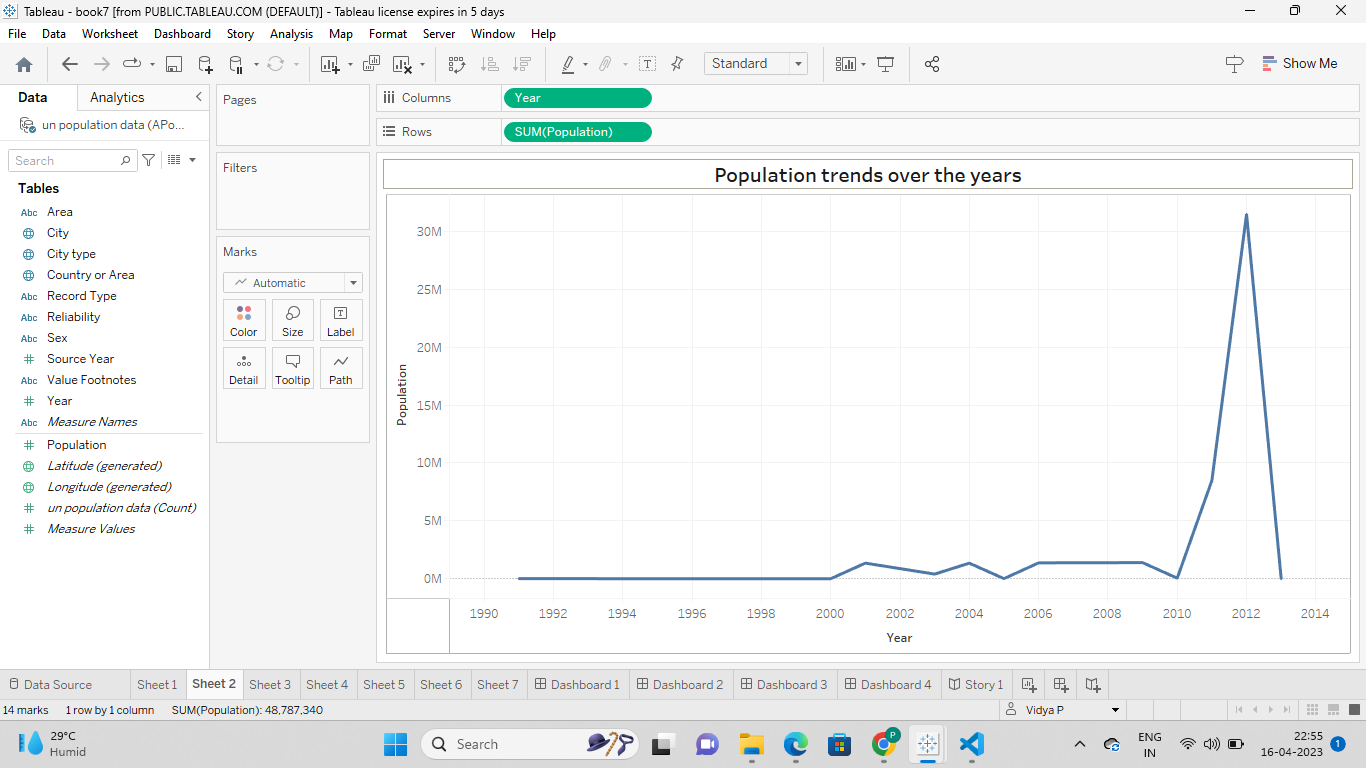 Tableau - book7 [from PUBLIC.TABLEAU.COM (DEFAULT)] - Tableau license expires in 5 days
File Data Worksheet Dashboard Story Analysis Map Format Server Window Help
Standard
Show Me
Data Analytics
un population data (APo...
Search
Tables
Abc Area
City
City type
Country or Area
Abc Record Type
Abc Reliability
Abc Sex
Source Year
Abc Value Footnotes
Year
Abc Measure Names
Population
Latitude (generated)
Longitude (generated)
un population data (Count)
Measure Values
Pages
Filters
Marks
Automatic
Color Size Label
Detail Tooltip Path
Columns Year
Rows SUM(Population)
Population trends over the years
30M
25M
20M
15M
10M
5M
0M
Population
1990 1992 1994 1996 1998 2000 2002 2004 2006 2008 2010 2012 2014
Year
Data Source Sheet 1 Sheet 2 Sheet 3 Sheet 4 Sheet 5 Sheet 6 Sheet 7 Dashboard 1 Dashboard 2 Dashboard 3 Dashboard 4 Story 1
14 marks 1 row by 1 column SUM(Population): 48,787,340
Vidya P
29°C
Humid
Search
P
ENG
IN
22:55
16-04-2023
1